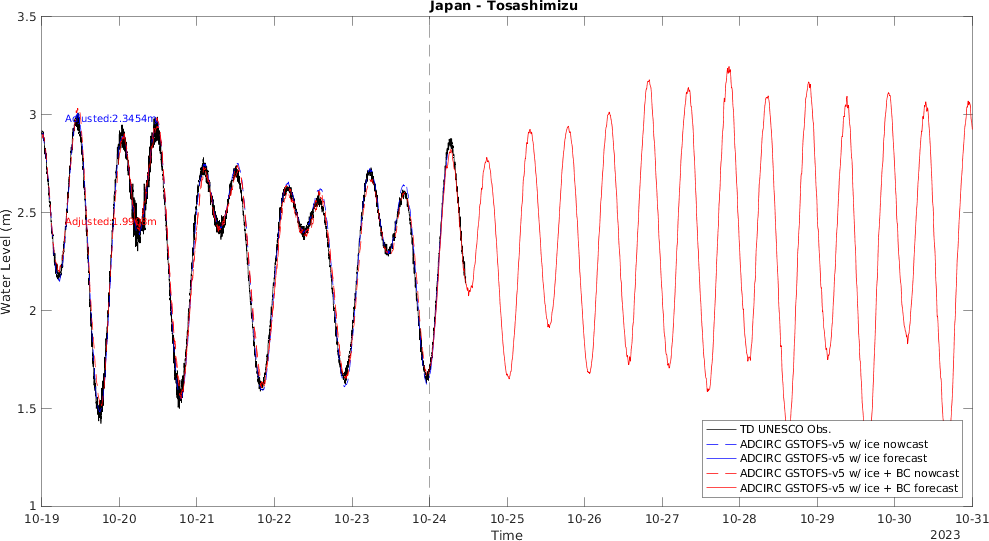 Japan - Tosashimizu
3.5
3
2.5
2
1.5
1
Water Level (m)
Adjusted:2.3454m
10-19
10-20
10-21
10-22
10-23
10-24
10-25
10-26
10-27
10-28
10-29
10-30
10-31
Time
2023
TD UNESCO Obs.
ADCIRC GSTOFS-v5 w/ ice nowcast
ADCIRC GSTOFS-v5 w/ ice forecast
ADCIRC GSTOFS-v5 w/ ice + BC nowcast
ADCIRC GSTOFS-v5 w/ ice + BC forecast